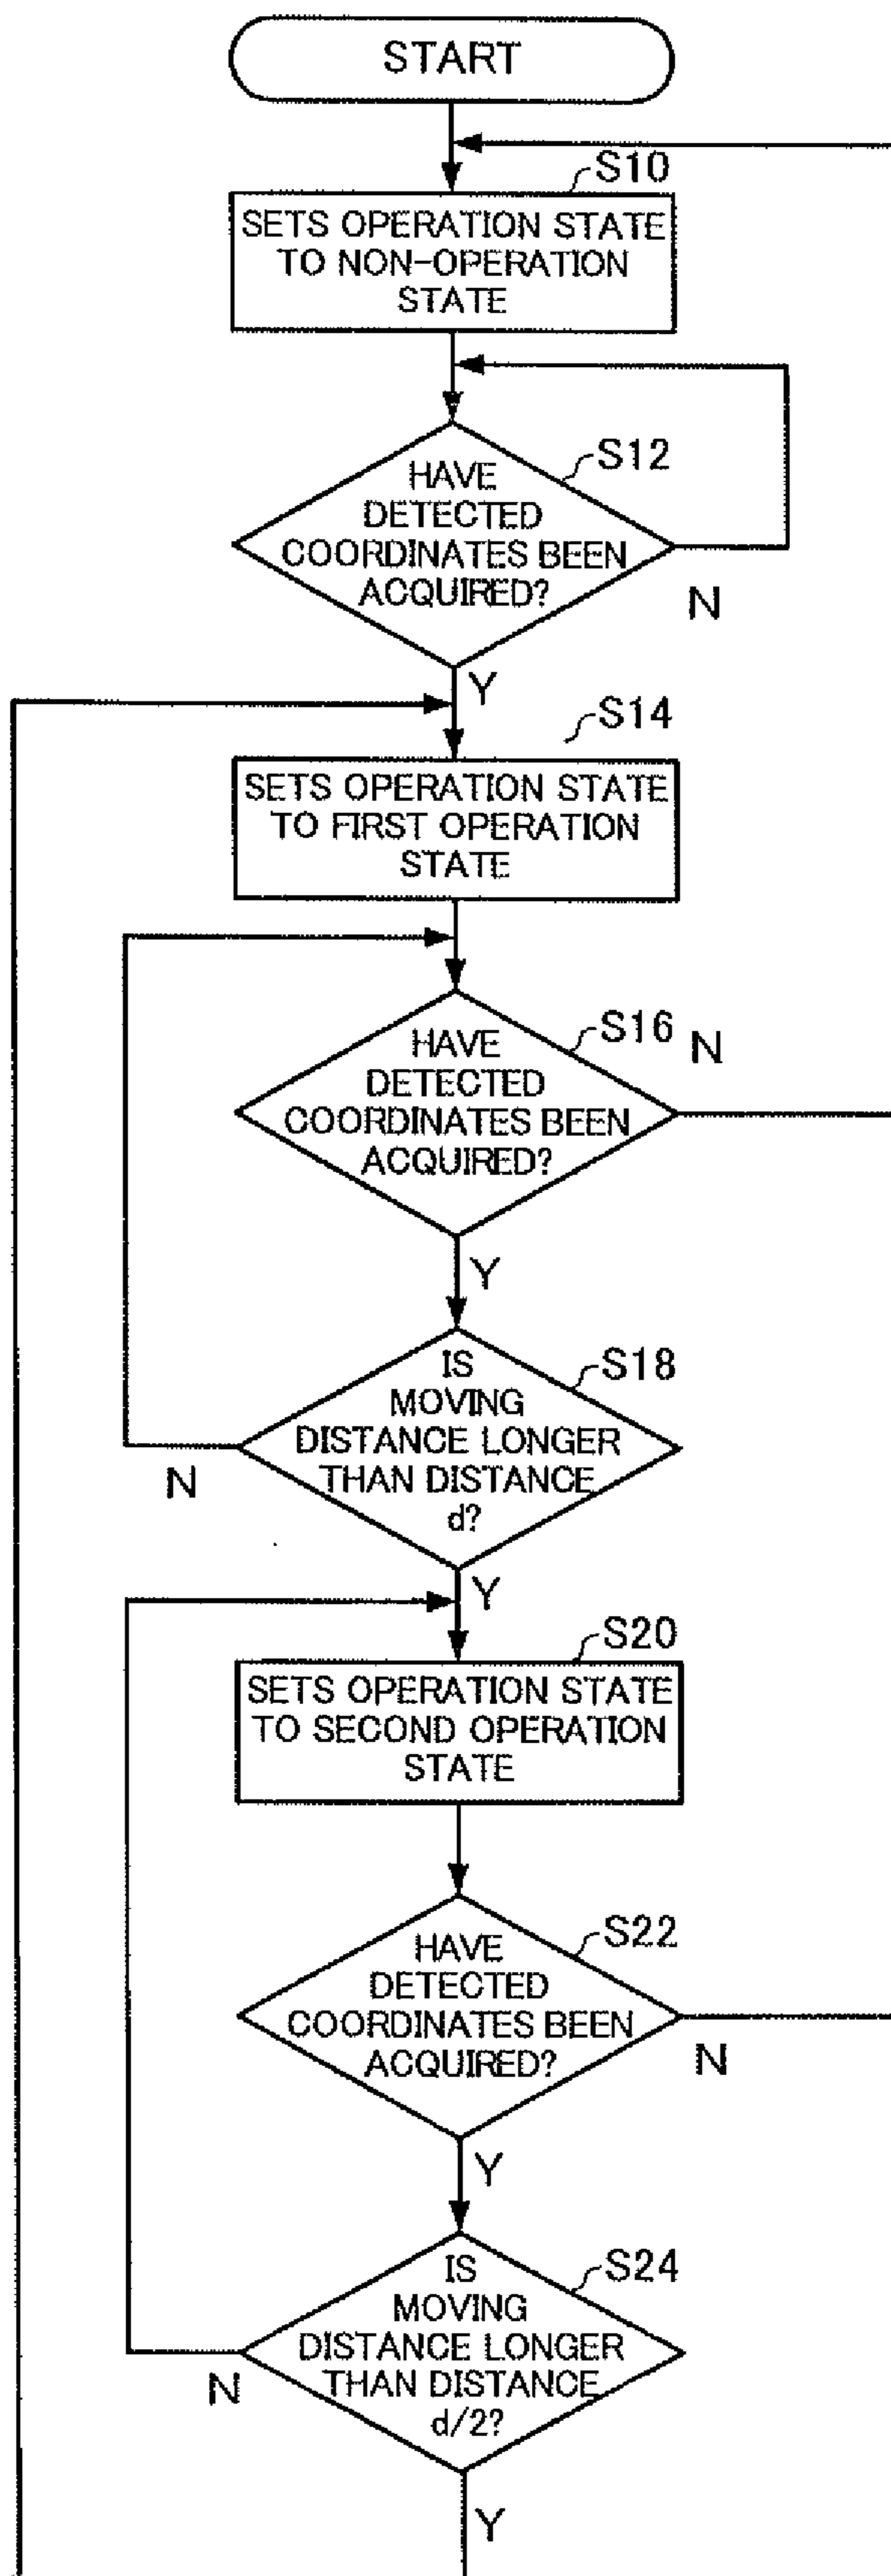 START
S10
SETS OPERATION STATE
TO NON-OPERATION
STATE
S12
HAVE
DETECTED
COORDINATES BEEN
ACQUIRED?
N
Y
S14
SETS OPERATION STATE
TO FIRST OPERATION
STATE
S16
N
HAVE
DETECTED
COORDINATES BEEN
ACQUIRED?
Y
S18
IS
MOVING
DISTANCE LONGER
THAN DISTANCE
d?
N
Y
S20
SETS OPERATION STATE
TO SECOND OPERATION
STATE
S22
HAVE
DETECTED
COORDINATES BEEN
ACQUIRED?
N
Y
S24
IS
MOVING
DISTANCE LONGER
THAN DISTANCE
d/2?
N
Y